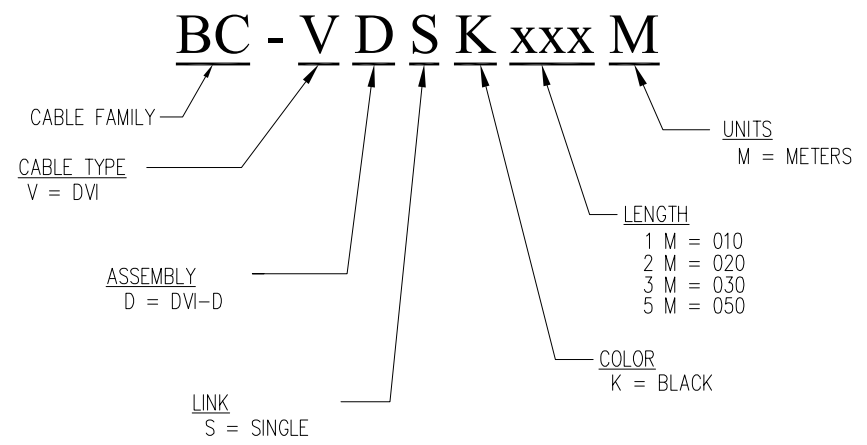 BC - V D S K xxx M
CABLE FAMILY
CABLE TYPE
V = DVI
ASSEMBLY
D = DVI-D
LINK
S = SINGLE
UNITS
M = METERS
LENGTH
1 M = 010
2 M = 020
3 M = 030
5 M = 050
COLOR
K = BLACK